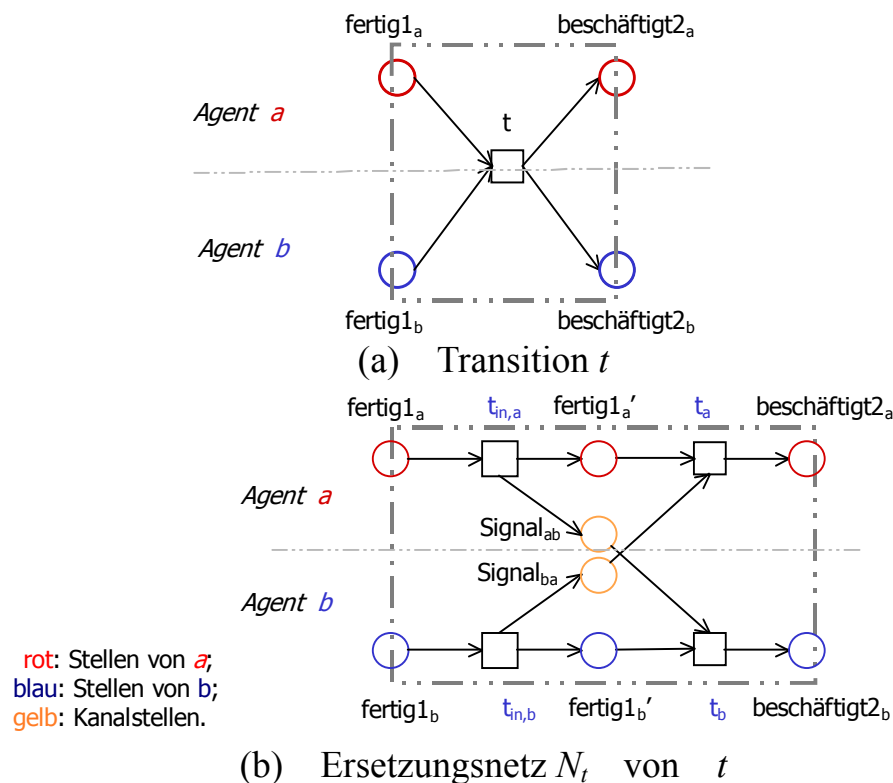 fertig1a beschäftigt2a
Agent a
t
Agent b
fertig1b beschäftigt2b
(a) Transition t
fertig1a tin,a fertig1a’ ta beschäftigt2a
Agent a
Signalab
Signalba
Agent b
rot: Stellen von a;
blau: Stellen von b;
gelb: Kanalstellen.
fertig1b tin,b fertig1b’ tb beschäftigt2b
(b) Ersetzungsnetz Nt von t